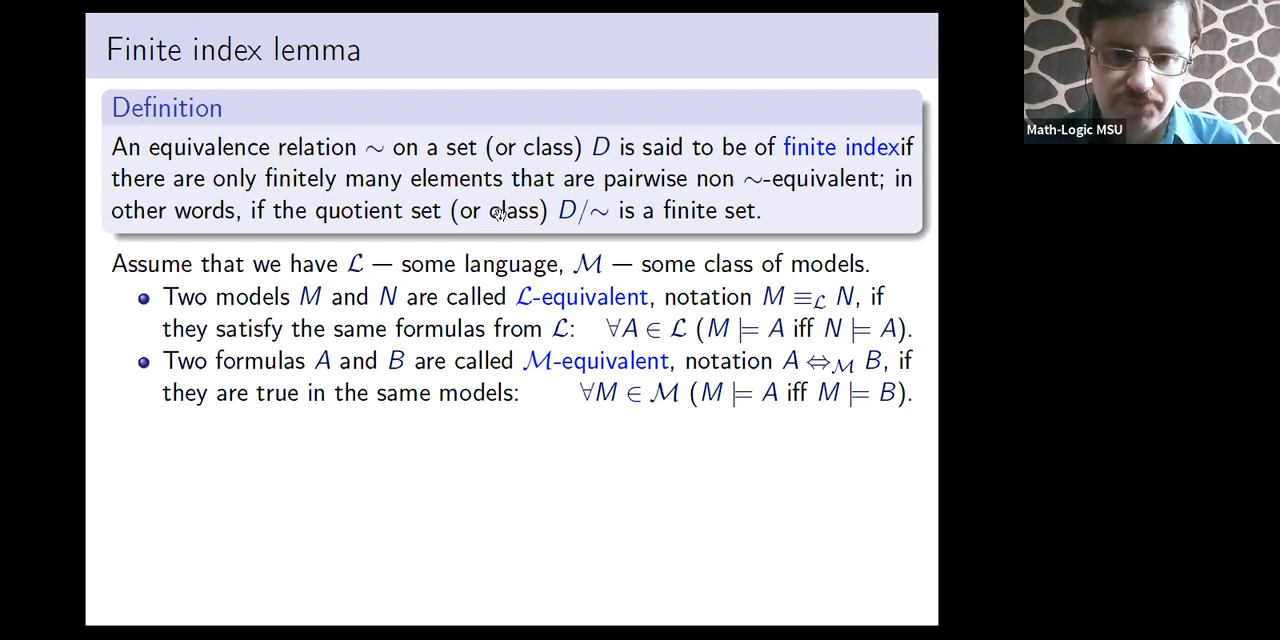 Finite index lemma
Definition
An equivalence relation ∼ on a set (or class) D is said to be of finite indexif
there are only finitely many elements that are pairwise non ∼-equivalent; in
other words, if the quotient set (or class) D/∼ is a finite set.
Assume that we have ℒ — some language, ℳ — some class of models.
Two models M and N are called ℒ-equivalent, notation M ≡ℒ N, if
they satisfy the same formulas from ℒ: ∀A ∈ ℒ (M ⊨ A iff N ⊨ A).
Two formulas A and B are called ℳ-equivalent, notation A ⇔ℳ B, if
they are true in the same models: ∀M ∈ ℳ (M ⊨ A iff M ⊨ B).
Math-Logic MSU